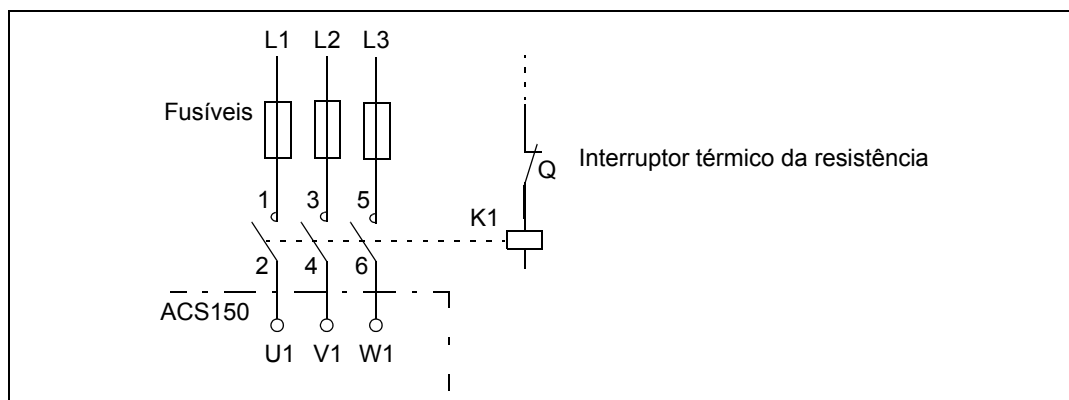 L1 L2 L3
Fusíveis
Interruptor térmico da resistência
Q
1 3 5
K1
2 4 6
ACS150
U1 V1 W1